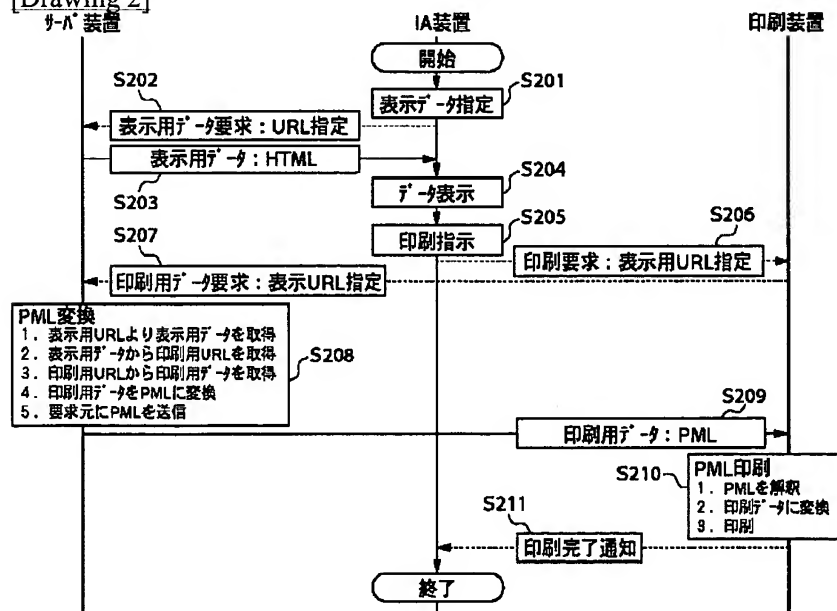 [Drawing 2]
サーバ装置 IA装置 印刷装置
開始
S201
表示データ指定
S202
表示用データ要求：URL指定
表示用データ：HTML
S203
S204
データ表示
S205
印刷指示
S206
印刷要求：表示用URL指定
S207
印刷用データ要求：表示URL指定
PML変換
1. 表示用URLより表示用データを取得
2. 表示用データから印刷用URLを取得
3. 印刷用URLから印刷用データを取得
4. 印刷用データをPMLに変換
5. 要求元にPMLを送信
S208
S209
印刷用データ：PML
S210
PML印刷
1. PMLを解釈
2. 印刷データに変換
3. 印刷
S211
印刷完了通知
終了